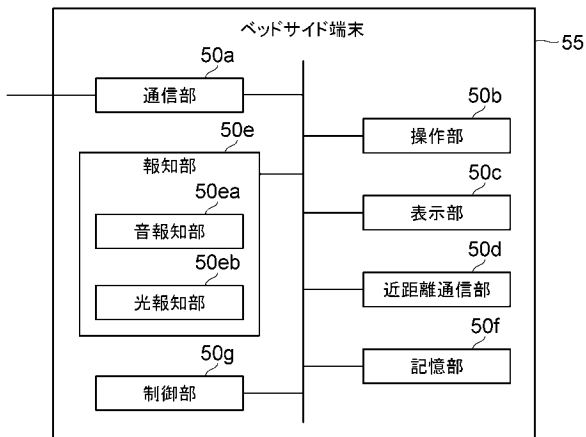 ベッドサイド端末
55
50a
通信部
50b
操作部
50e
報知部
50c
表示部
50ea
音報知部
50d
近距離通信部
50eb
光報知部
50f
記憶部
50g
制御部